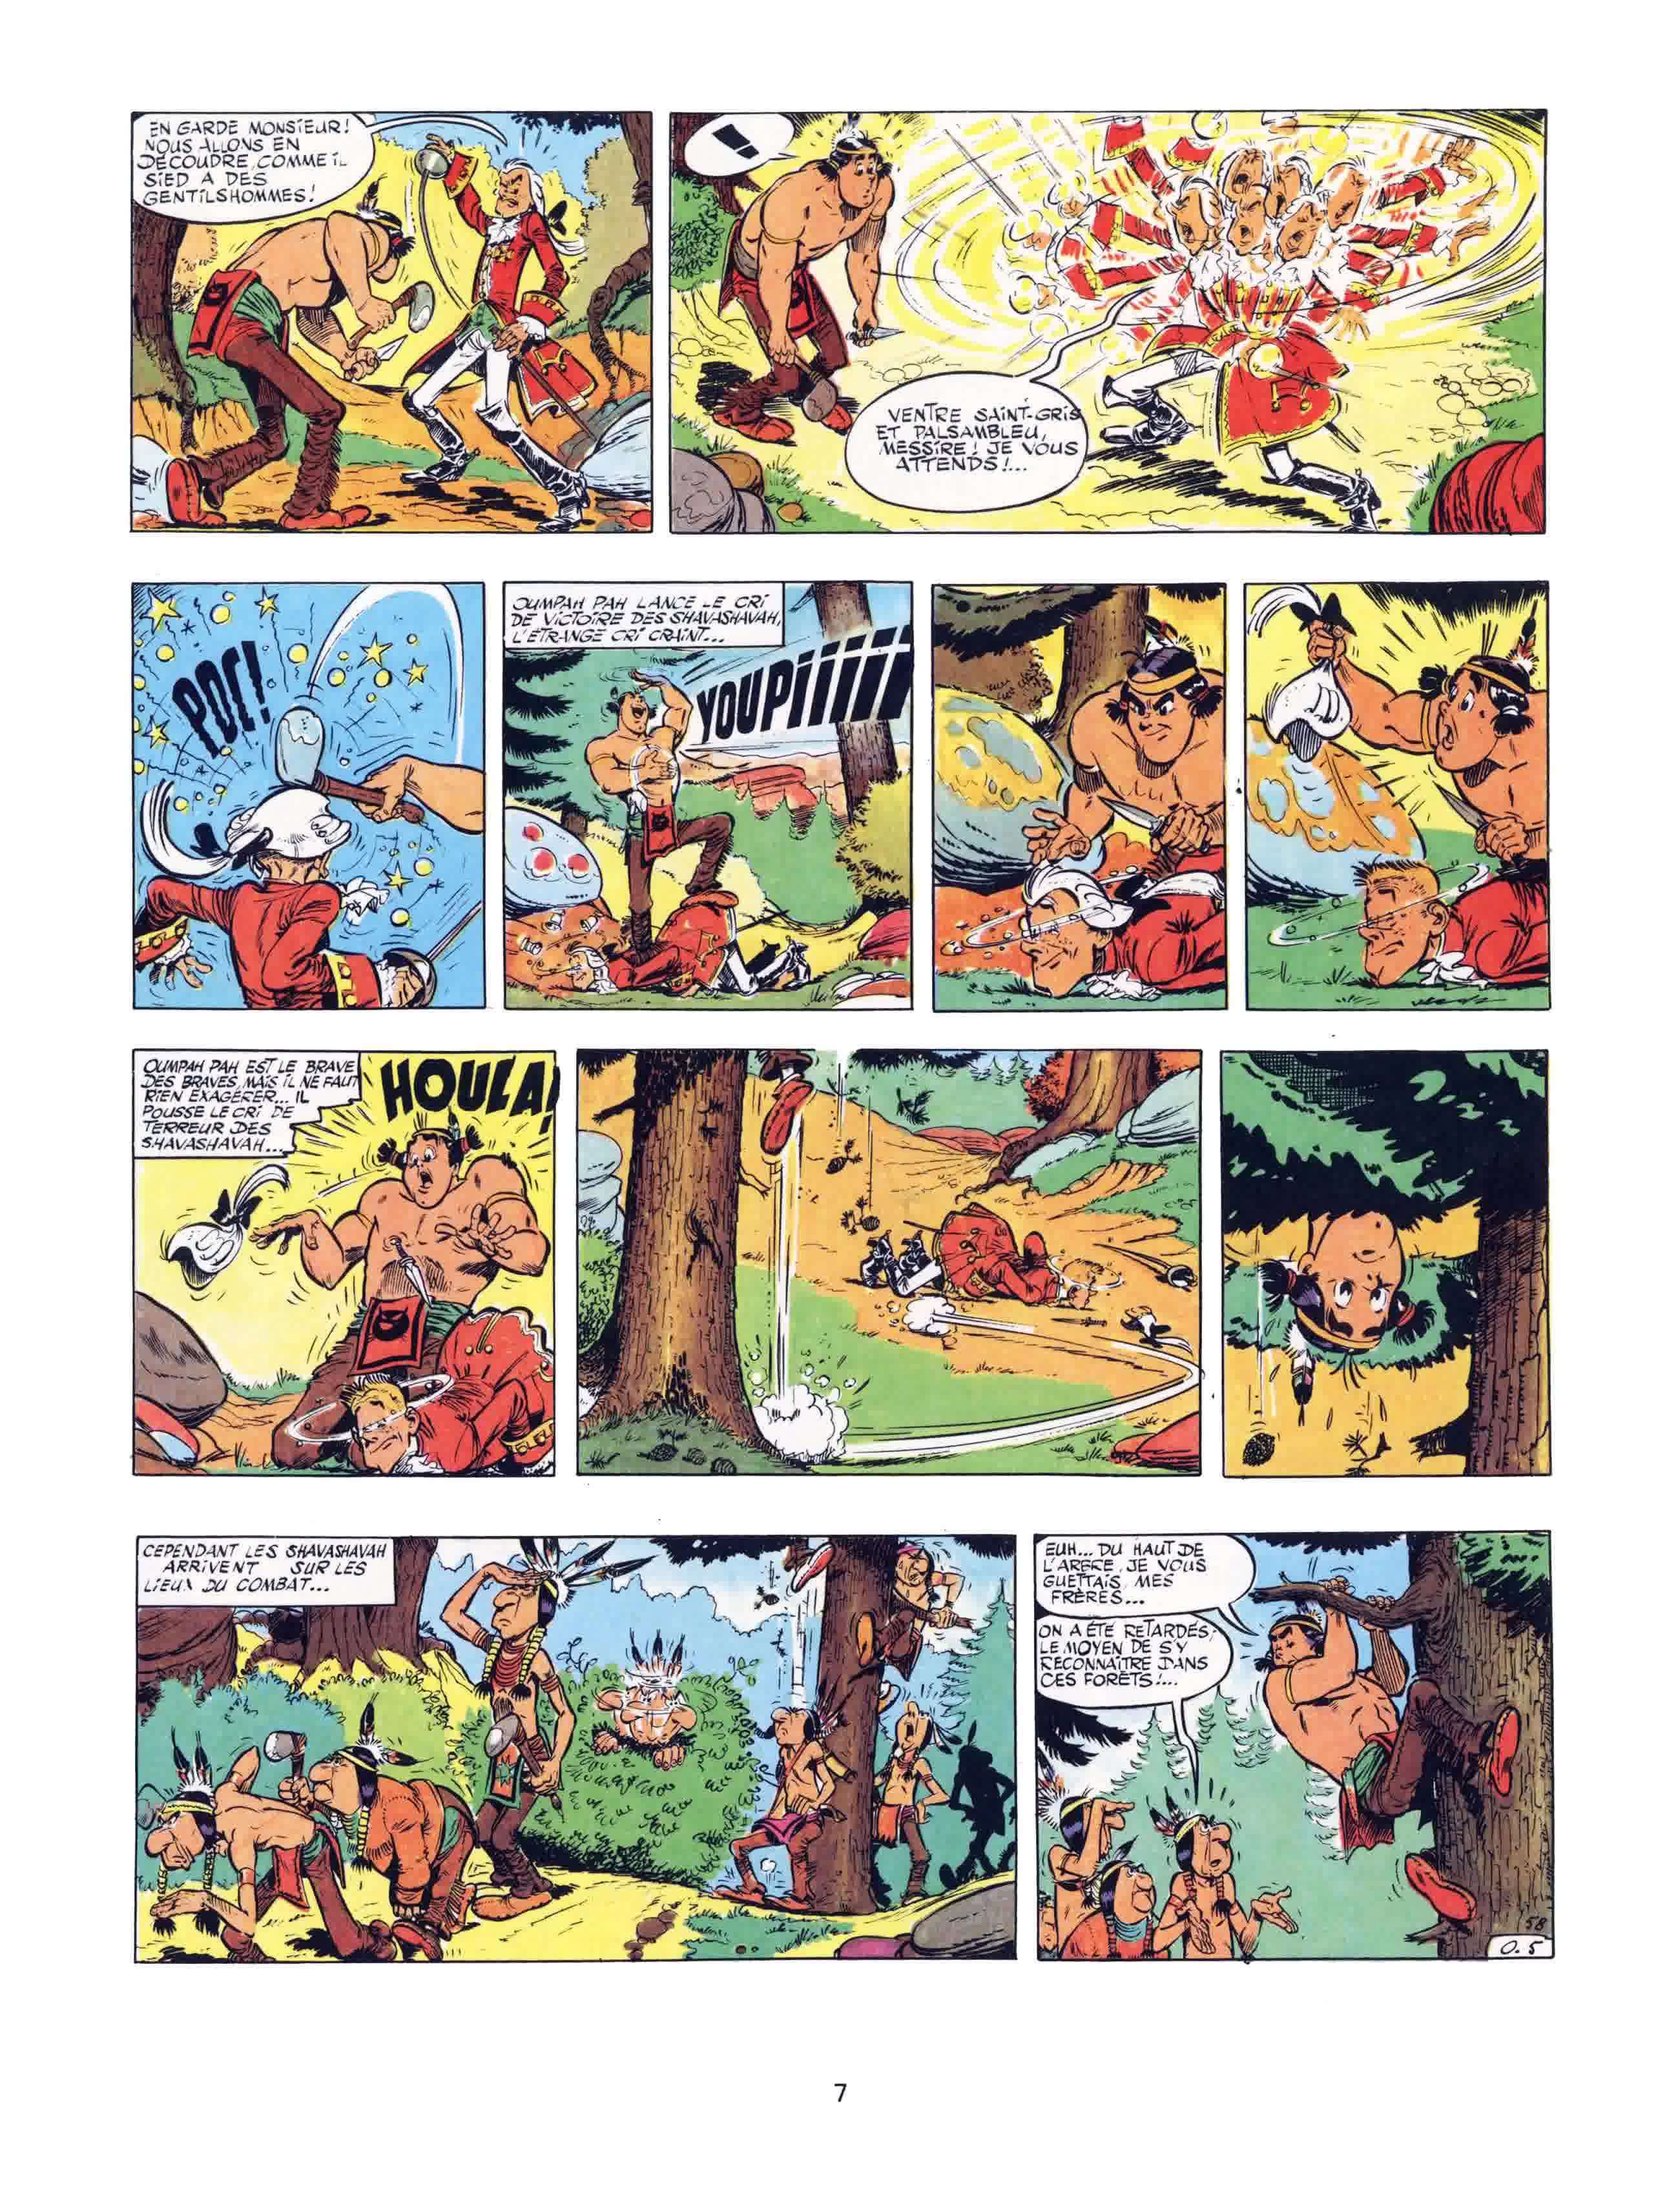 EN GARDE MONSIEUR!
NOUS ALLONS EN
DÉCOUDRE, COMME IL
SIED A DES
GENTILSHOMMES!
!
VENTRE SAINT-GRIS
ET PALSAMBLEU,
MESSIRE! JE VOUS
ATTENDS!...
POC!
OUMPAH PAH LANCE LE CRI
DE VICTOIRE DES SHAVASHAVAH,
L'ÉTRANGE CRI CRAINT...
YOUPIIIII
OUMPAH PAH EST LE BRAVE
DES BRAVES, MAIS IL NE FAUT
RIEN EXAGÉRER... IL
POUSSE LE CRI DE
TERREUR DES
SHAVASHAVAH...
HOULA!
CEPENDANT LES SHAVASHAVAH
ARRIVENT SUR LES
LIEUX DU COMBAT...
EUH... DU HAUT DE
L'ARBRE, JE VOUS
GUETTAIS, MES
FRÈRES...
ON A ÉTÉ RETARDÉS,
LE MOYEN DE S'Y
RECONNAÎTRE DANS
CES FORÊTS!...
58
O. 5
7